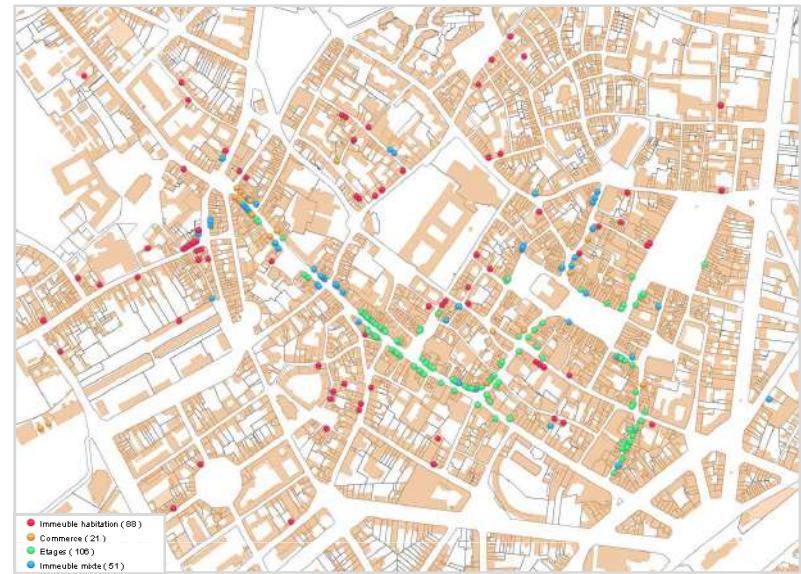 Immeuble habitation ( 88 )
Commerce ( 21 )
Etages ( 106 )
Immeuble mixte ( 51 )